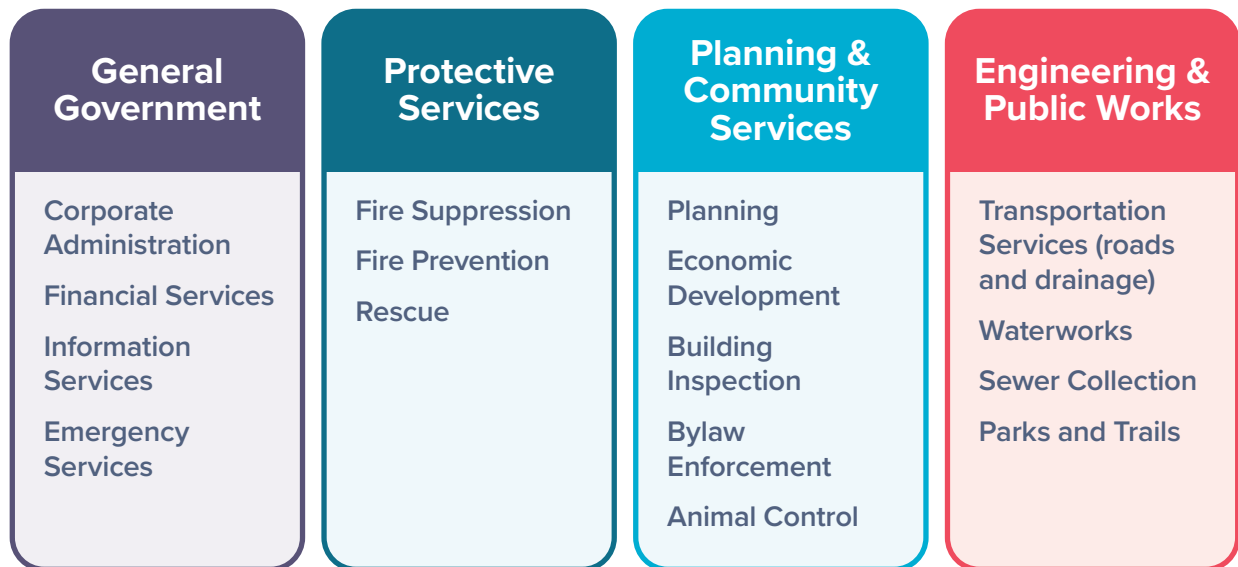 General
Government
Corporate
Administration
Financial Services
Information
Services
Emergency
Services
Protective
Services
Fire Suppression
Fire Prevention
Rescue
Planning &
Community
Services
Planning
Economic
Development
Building
Inspection
Bylaw
Enforcement
Animal Control
Engineering &
Public Works
Transportation
Services (roads
and drainage)
Waterworks
Sewer Collection
Parks and Trails